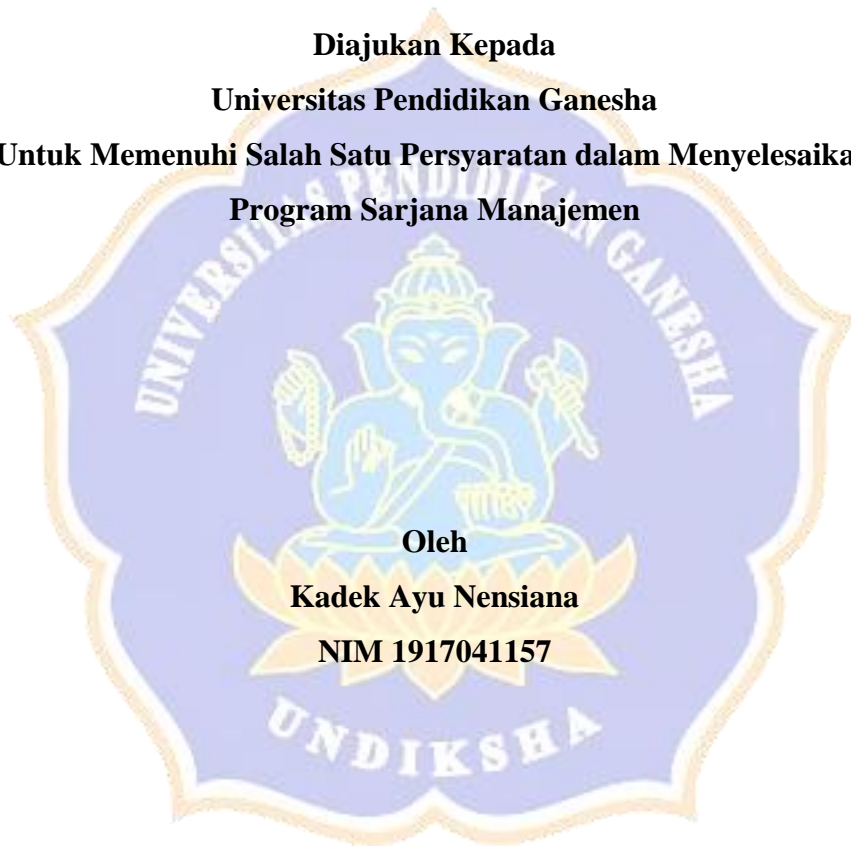 Diajukan Kepada
Universitas Pendidikan Ganesha
Untuk Memenuhi Salah Satu Persyaratan dalam Menyelesaika
Program Sarjana Manajemen
UNIVERSITAS PENDIDIKAN GANESHA
Oleh
Kadek Ayu Nensiana
NIM 1917041157
UNDIKSHA